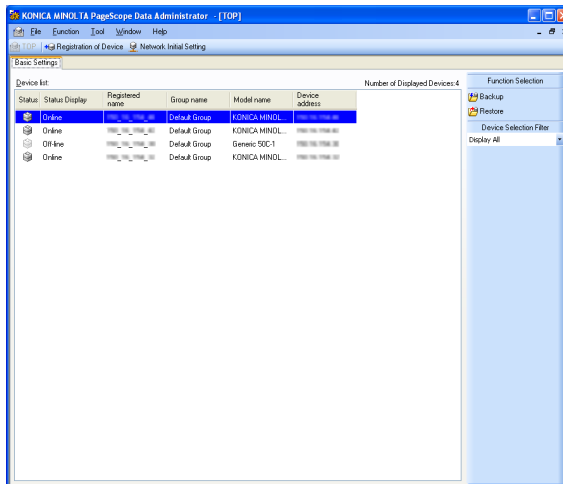 KONICA MINOLTA PageScope Data Administrator - [TOP]
File Function Tool Window Help
TOP Registration of Device Network Initial Setting
Basic Settings
Device list: Number of Displayed Devices:4
Function Selection
Backup
Restore
Device Selection Filter
Display All
Status Status Display Registered name Group name Model name Device address
Online Default Group KONICA MINOL...
Online Default Group KONICA MINOL...
Off-line Default Group Generic 50C-1
Online Default Group KONICA MINOL...